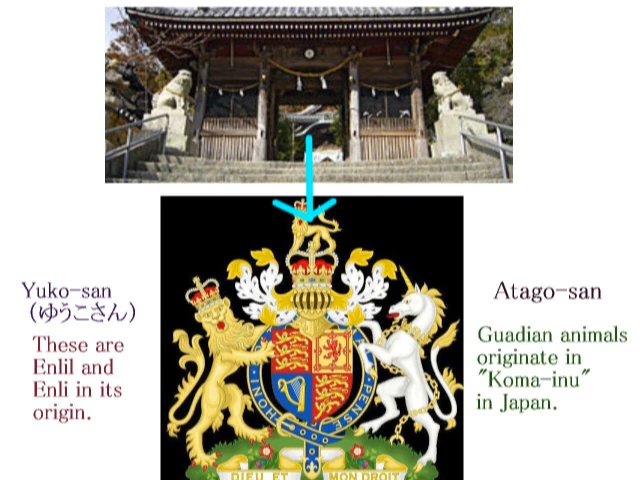 Yuko-san
(ゆうこさん)
These are
Enlil and
Enli in its
origin.
HONI
PENSE
DIEU ET MON DROIT
Atago-san
Guadian animals
originate in
"Koma-inu"
in Japan.